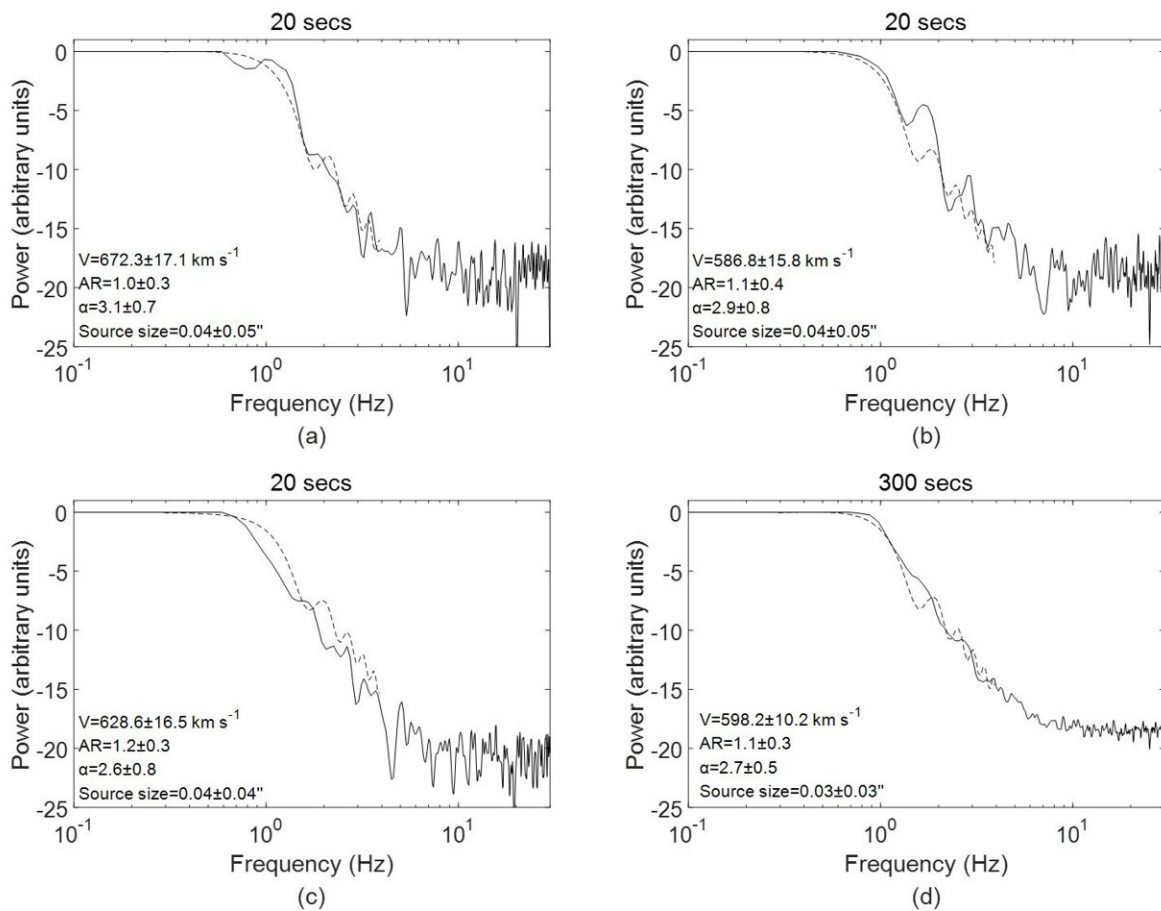 20 secs
0
-5
-10
-15
-20
-25
Power (arbitrary units)
V=672.3±17.1 km s⁻¹
AR=1.0±0.3
α=3.1±0.7
Source size=0.04±0.05"
10⁻¹ 10⁰ 10¹
Frequency (Hz)
(a)
20 secs
0
-5
-10
-15
-20
-25
Power (arbitrary units)
V=586.8±15.8 km s⁻¹
AR=1.1±0.4
α=2.9±0.8
Source size=0.04±0.05"
10⁻¹ 10⁰ 10¹
Frequency (Hz)
(b)
20 secs
0
-5
-10
-15
-20
-25
Power (arbitrary units)
V=628.6±16.5 km s⁻¹
AR=1.2±0.3
α=2.6±0.8
Source size=0.04±0.04"
10⁻¹ 10⁰ 10¹
Frequency (Hz)
(c)
300 secs
0
-5
-10
-15
-20
-25
Power (arbitrary units)
V=598.2±10.2 km s⁻¹
AR=1.1±0.3
α=2.7±0.5
Source size=0.03±0.03"
10⁻¹ 10⁰ 10¹
Frequency (Hz)
(d)